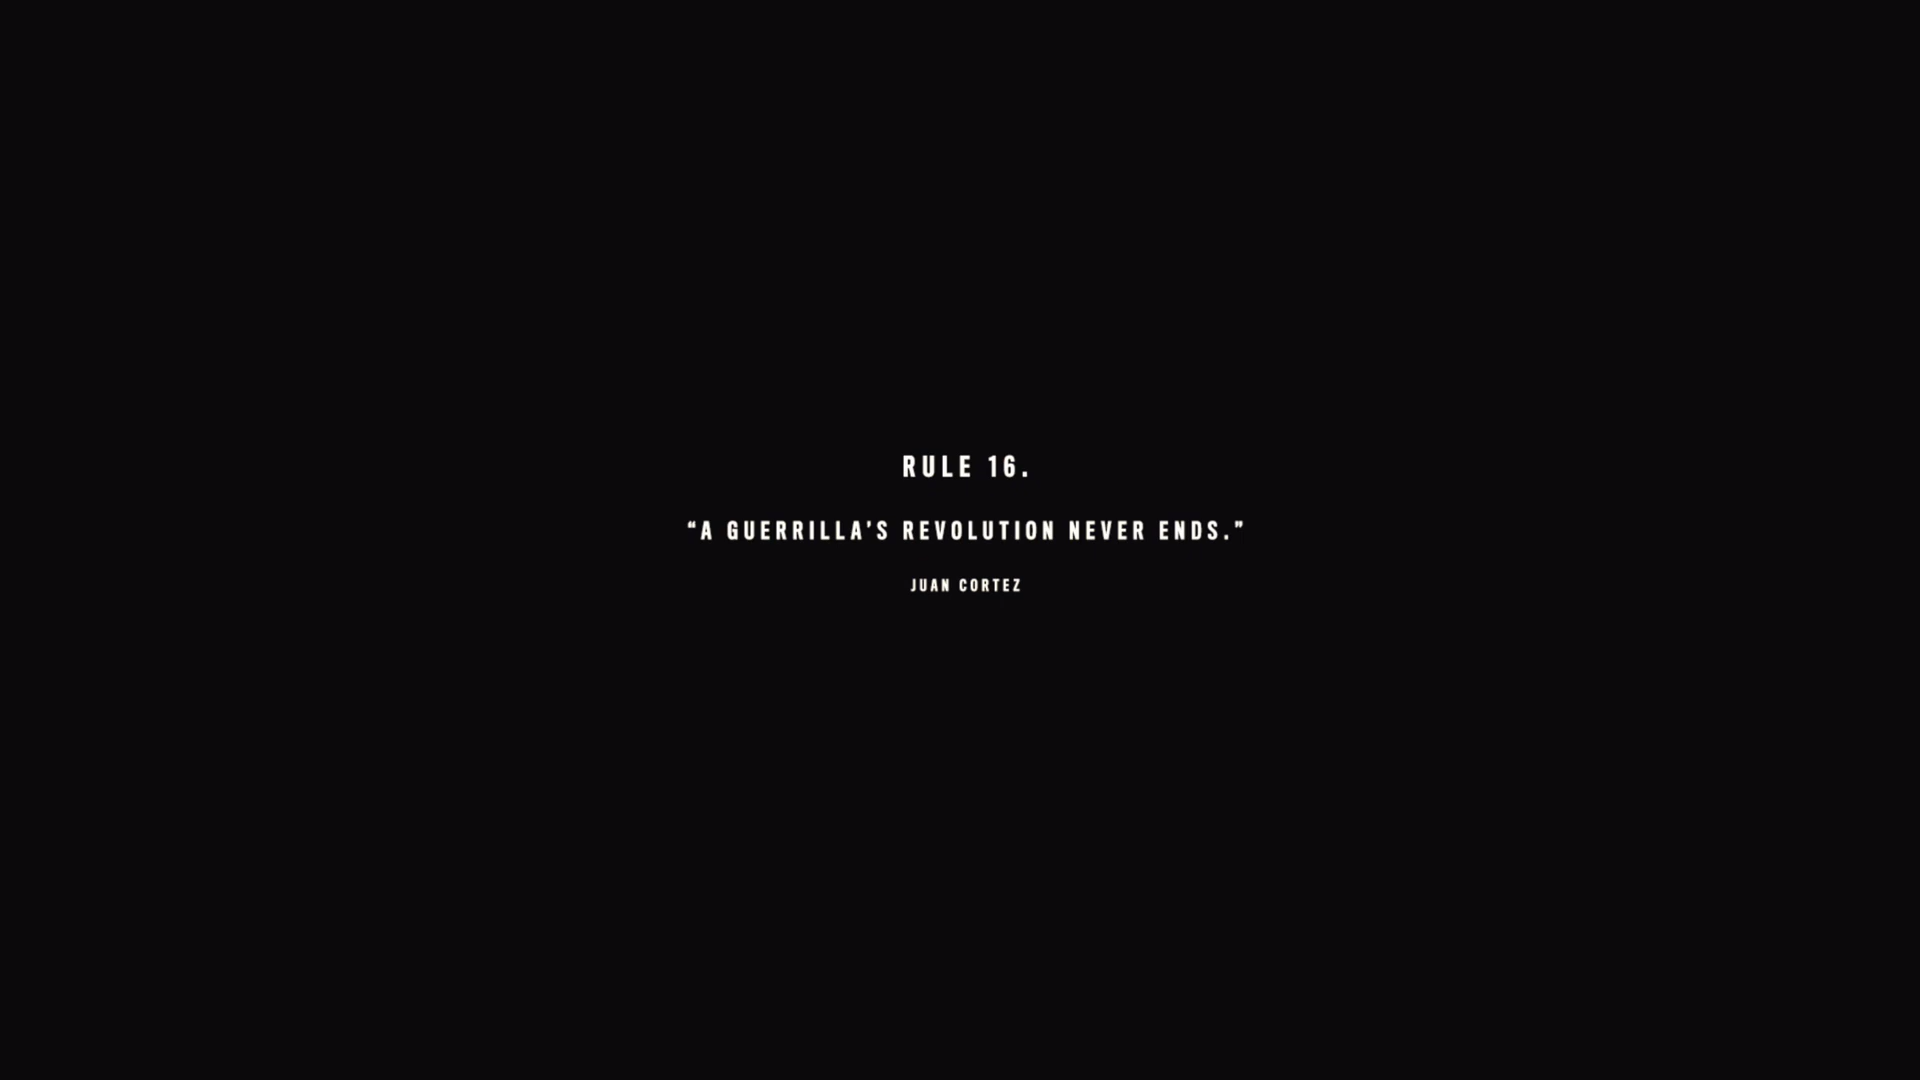 RULE 16.
“A GUERRILLA’S REVOLUTION NEVER ENDS.”
JUAN CORTEZ